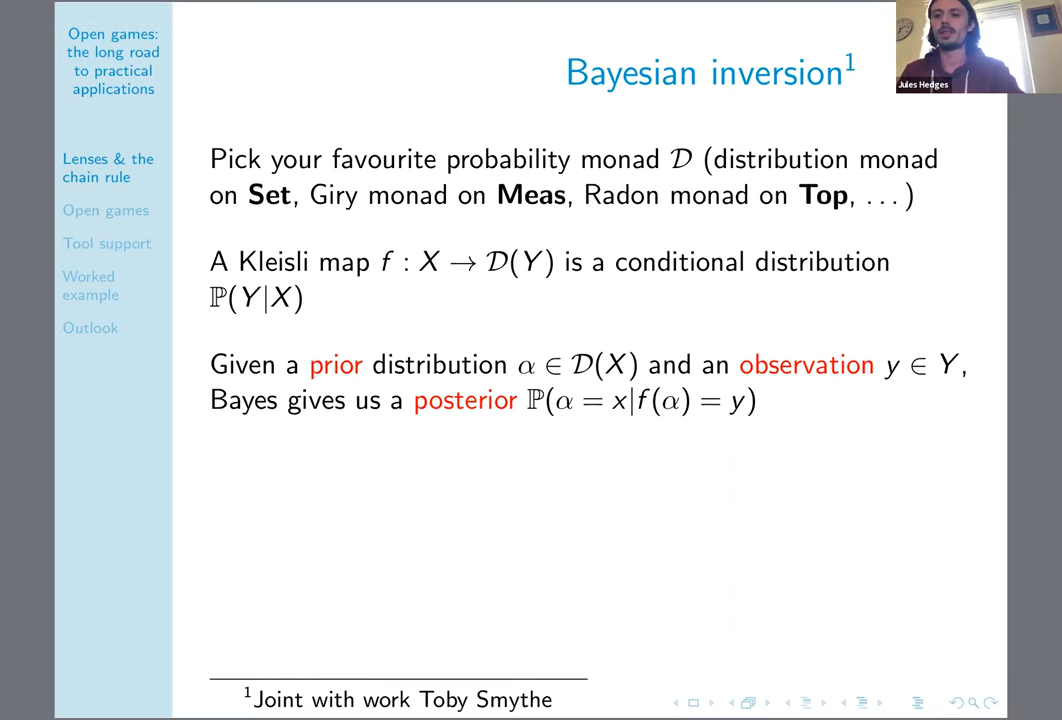 Open games:
the long road
to practical
applications
Lenses & the
chain rule
Open games
Tool support
Worked
example
Outlook
Bayesian inversion¹
Jules Hedges
Pick your favourite probability monad 𝒟 (distribution monad
on Set, Giry monad on Meas, Radon monad on Top, . . . )
A Kleisli map f : X → 𝒟(Y) is a conditional distribution
ℙ(Y|X)
Given a prior distribution α ∈ 𝒟(X) and an observation y ∈ Y,
Bayes gives us a posterior ℙ(α = x|f(α) = y)
¹Joint with work Toby Smythe